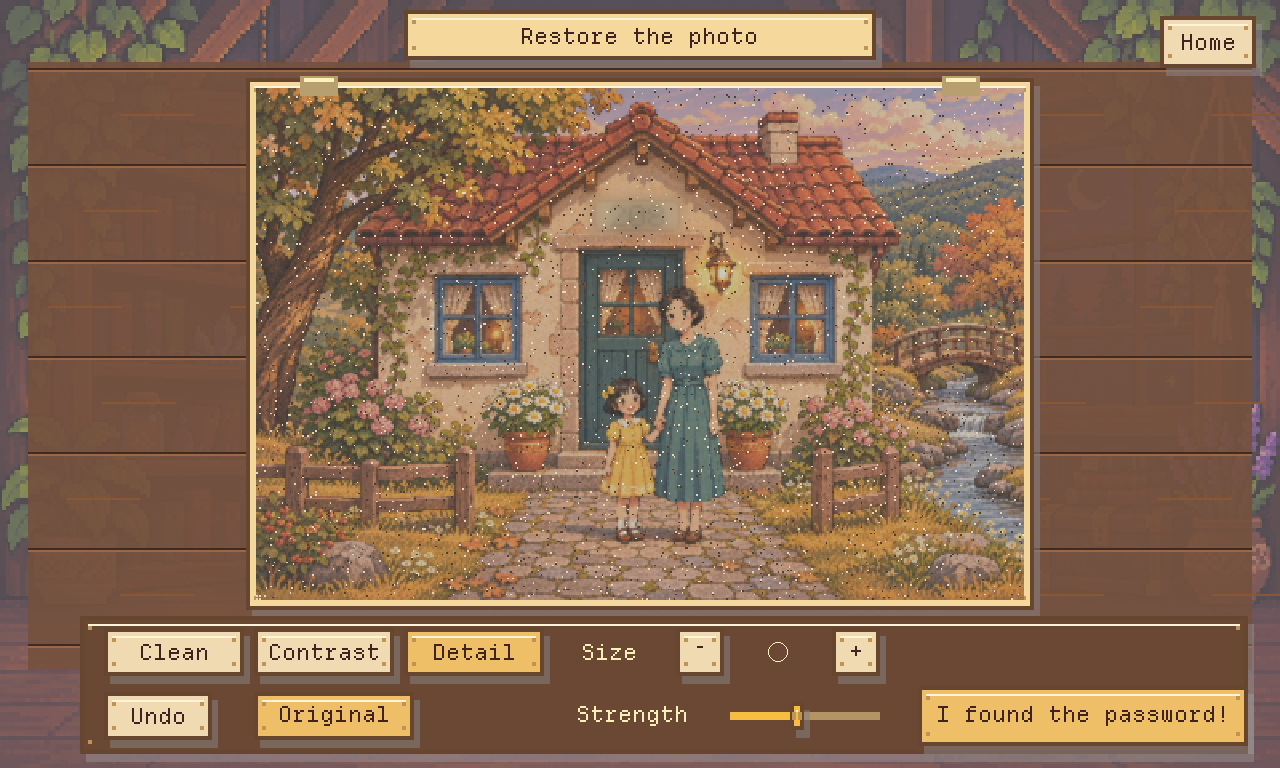 Restore the photo
Home
Clean
Contrast
Detail
Size
-
+
Undo
Original
Strength
I found the password!